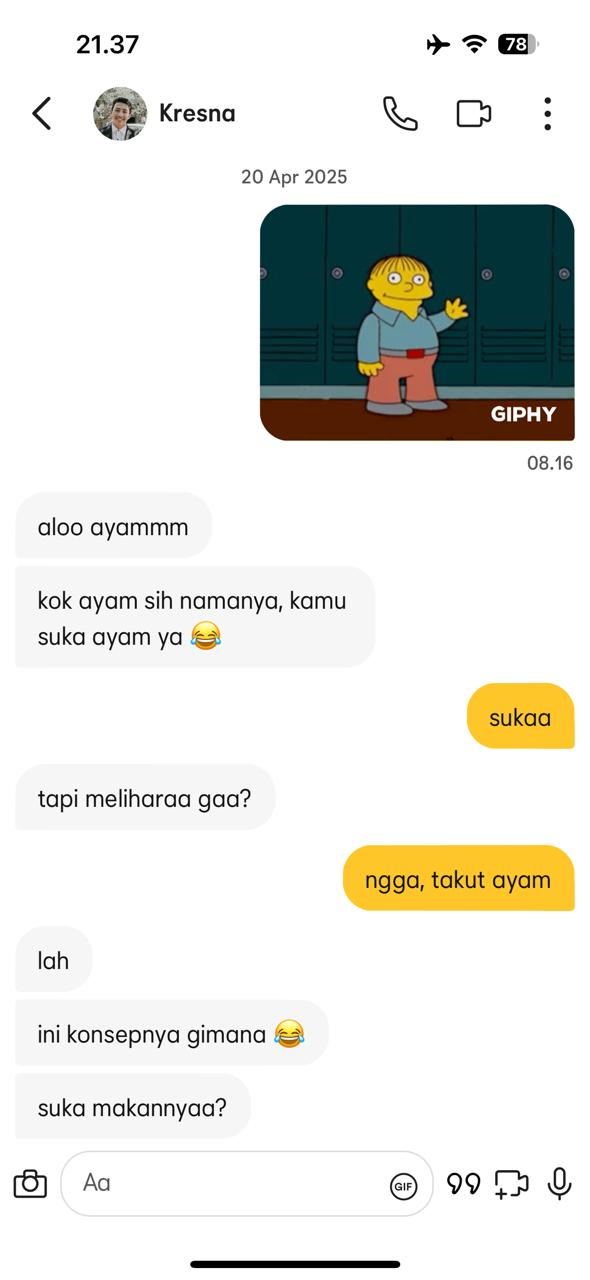 21.37
78
Kresna
20 Apr 2025
GIPHY
08.16
aloo ayammm
kok ayam sih namanya, kamu
suka ayam ya 😂
sukaa
tapi meliharaa gaa?
ngga, takut ayam
lah
ini konsepnya gimana 😂
suka makannyaa?
Aa
GIF